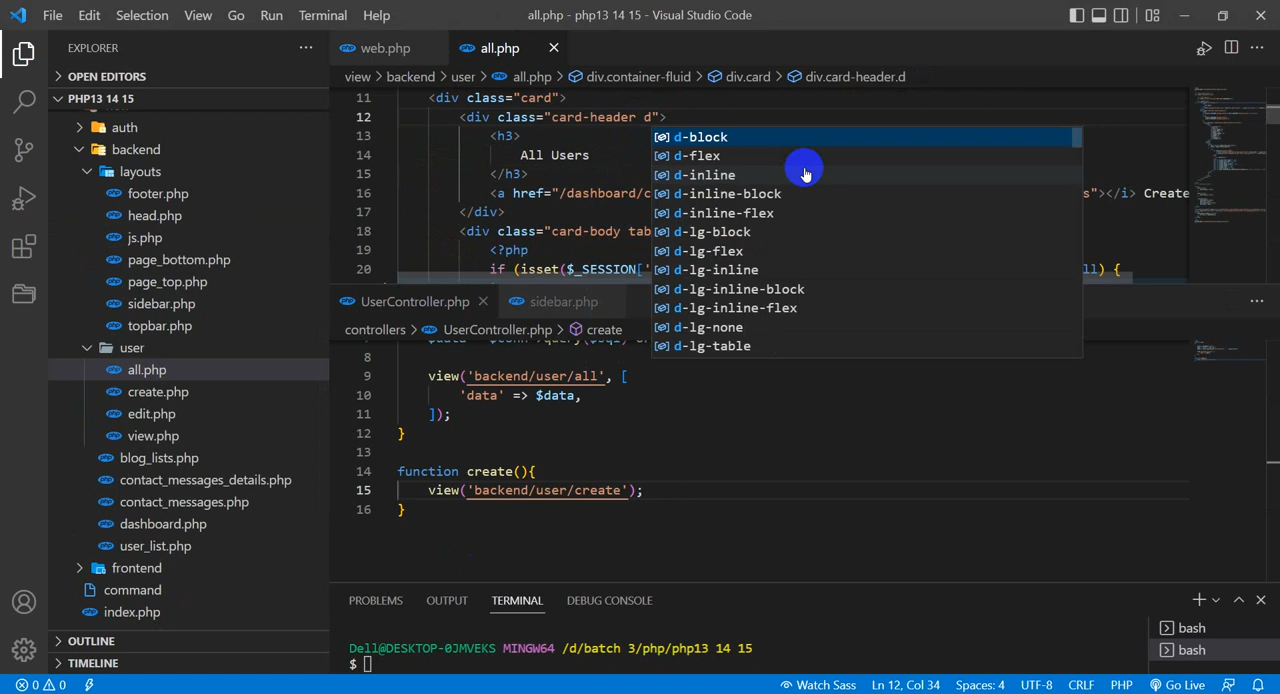 File Edit Selection View Go Run Terminal Help all.php - php13 14 15 - Visual Studio Code
EXPLORER
OPEN EDITORS
PHP13 14 15
auth
backend
layouts
footer.php
head.php
js.php
page_bottom.php
page_top.php
sidebar.php
topbar.php
user
all.php
create.php
edit.php
view.php
blog_lists.php
contact_messages_details.php
contact_messages.php
dashboard.php
user_list.php
frontend
command
index.php
OUTLINE
TIMELINE
web.php all.php
view > backend > user > all.php > div.container-fluid > div.card > div.card-header.d
11 <div class="card">
12 <div class="card-header d">
13 <h3>
14 All Users
15 </h3>
16 <a href="/dashboard/c s"></i> Create
17 </div>
18 <div class="card-body tab
19 <?php
20 if (isset($_SESSION[' ll) {
d-block
d-flex
d-inline
d-inline-block
d-inline-flex
d-lg-block
d-lg-flex
d-lg-inline
d-lg-inline-block
d-lg-inline-flex
d-lg-none
d-lg-table
UserController.php sidebar.php
controllers > UserController.php > create
8
9 view('backend/user/all', [
10 'data' => $data,
11 ]);
12 }
13
14 function create(){
15 view('backend/user/create');
16 }
PROBLEMS OUTPUT TERMINAL DEBUG CONSOLE
Dell@DESKTOP-0JMVEKS MINGW64 /d/batch 3/php/php13 14 15
$
bash
bash
0 0 Watch Sass Ln 12, Col 34 Spaces: 4 UTF-8 CRLF PHP Go Live